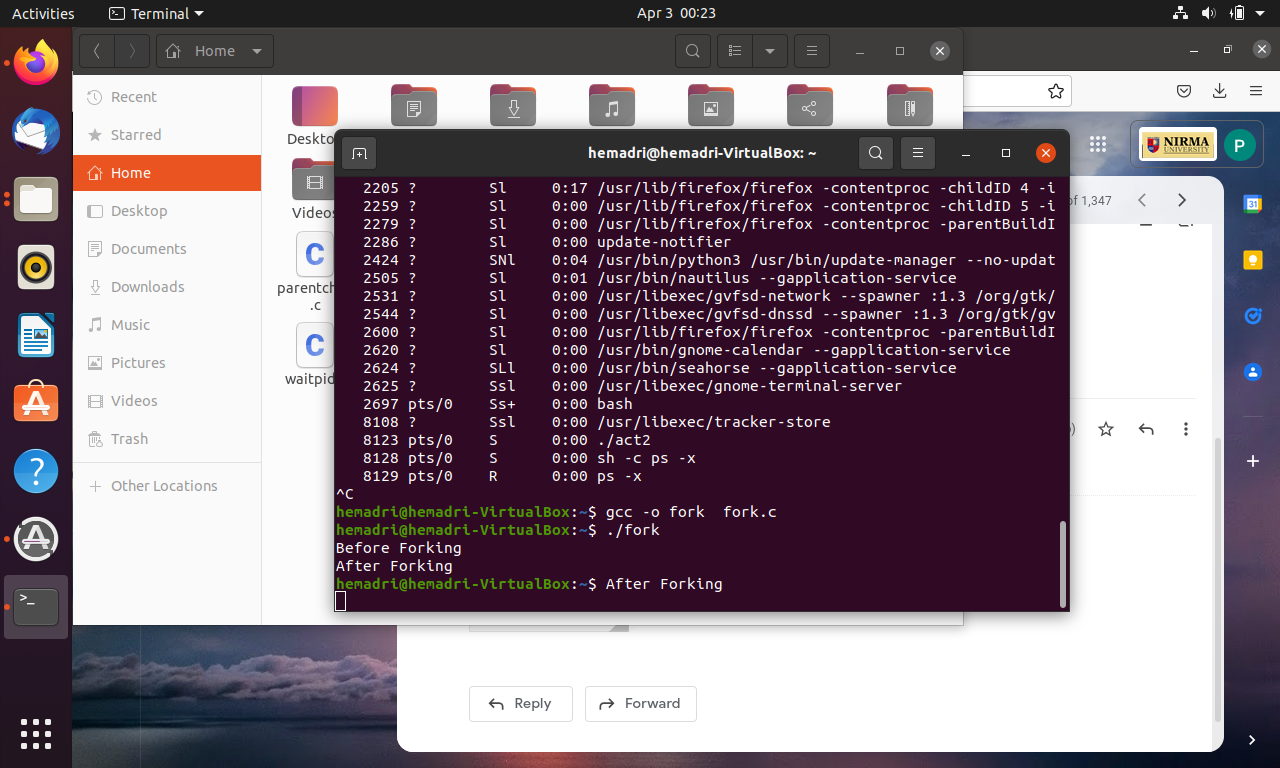 Activities
Terminal
Apr 3 00:23
Home
Recent
Starred
Home
Desktop
Documents
Downloads
Music
Pictures
Videos
Trash
Other Locations
Videos
.c
hemadri@hemadri-VirtualBox: ~
2205 ? Sl 0:17 /usr/lib/firefox/firefox -contentproc -childID 4 -i
2259 ? Sl 0:00 /usr/lib/firefox/firefox -contentproc -childID 5 -i
2279 ? Sl 0:00 /usr/lib/firefox/firefox -contentproc -parentBuildI
2286 ? Sl 0:00 update-notifier
2424 ? SNl 0:04 /usr/bin/python3 /usr/bin/update-manager --no-updat
2505 ? Sl 0:01 /usr/bin/nautilus --gapplication-service
2531 ? Sl 0:00 /usr/libexec/gvfsd-network --spawner :1.3 /org/gtk/
2544 ? Sl 0:00 /usr/libexec/gvfsd-dnssd --spawner :1.3 /org/gtk/gv
2600 ? Sl 0:00 /usr/lib/firefox/firefox -contentproc -parentBuildI
2620 ? Sl 0:00 /usr/bin/gnome-calendar --gapplication-service
2624 ? SLl 0:00 /usr/bin/seahorse --gapplication-service
2625 ? Ssl 0:00 /usr/libexec/gnome-terminal-server
2697 pts/0 Ss+ 0:00 bash
8108 ? Ssl 0:00 /usr/libexec/tracker-store
8123 pts/0 S 0:00 ./act2
8128 pts/0 S 0:00 sh -c ps -x
8129 pts/0 R 0:00 ps -x
^C
hemadri@hemadri-VirtualBox:~$ gcc -o fork  fork.c
hemadri@hemadri-VirtualBox:~$ ./fork
Before Forking
After Forking
hemadri@hemadri-VirtualBox:~$ After Forking
NIRMA
UNIVERSITY
P
of 1,347
31
Reply
Forward